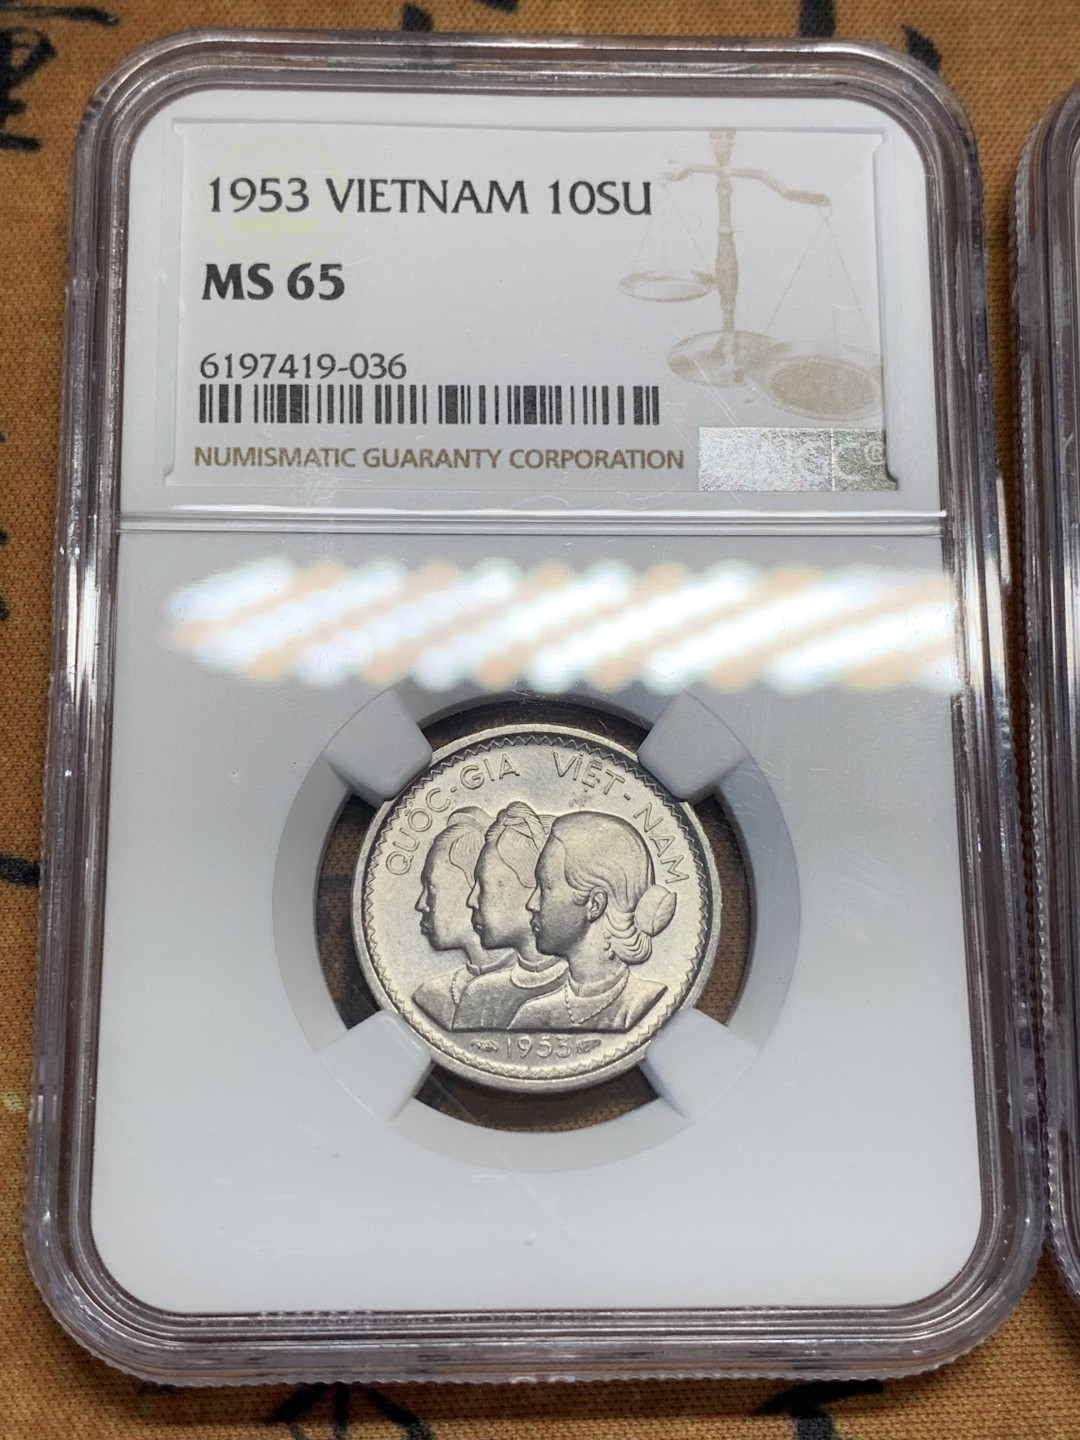 1953 VIETNAM 10SU
MS 65
6197419-036
NUMISMATIC GUARANTY CORPORATION
QUỐC-GIA VIỆT-NAM
1953